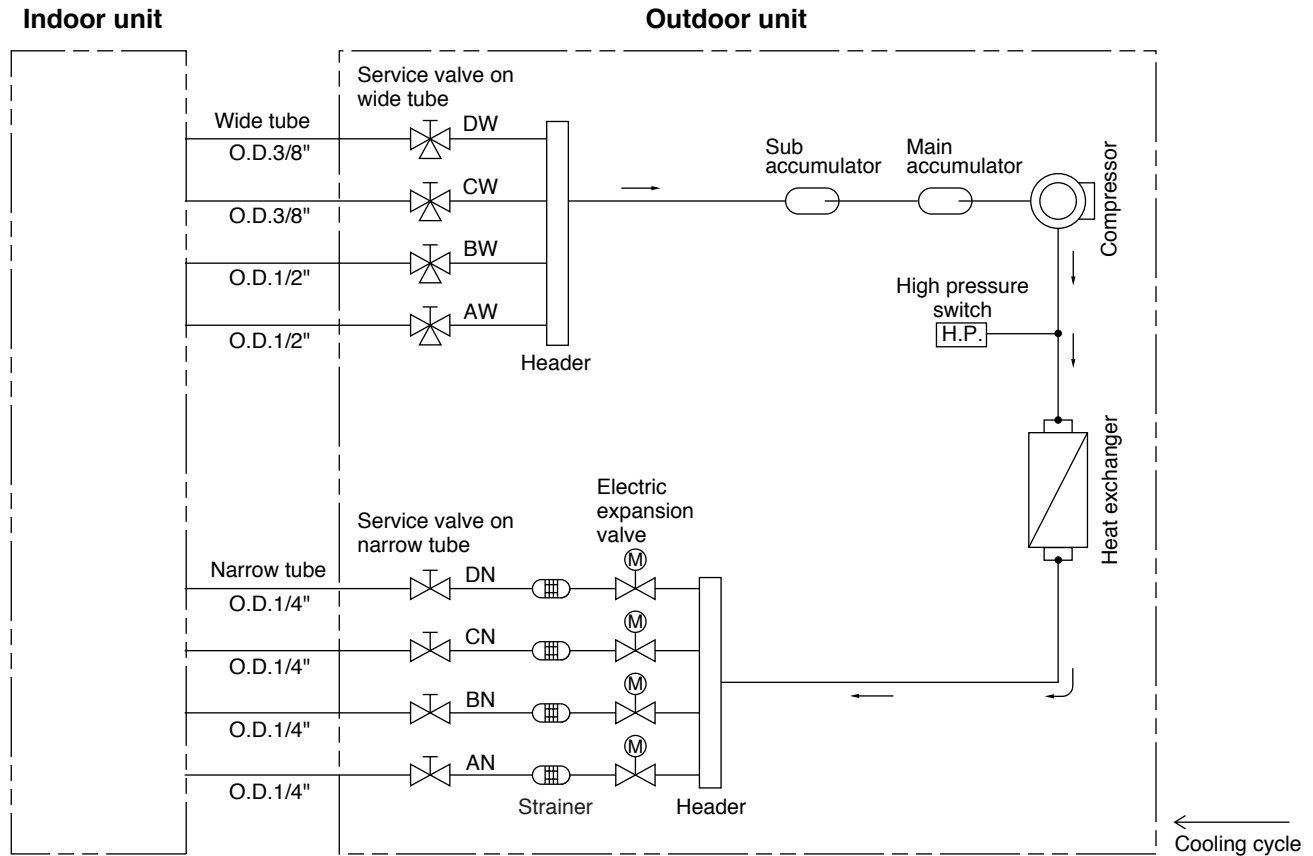 Indoor unit
Outdoor unit
Service valve on
wide tube
Wide tube
DW
O.D.3/8"
CW
O.D.3/8"
BW
O.D.1/2"
AW
O.D.1/2"
Header
Sub
accumulator
Main
accumulator
Compressor
High pressure
switch
H.P.
Heat exchanger
Electric
expansion
valve
Service valve on
narrow tube
Narrow tube
DN
M
O.D.1/4"
CN
M
O.D.1/4"
BN
M
O.D.1/4"
AN
M
O.D.1/4"
Strainer
Header
Cooling cycle